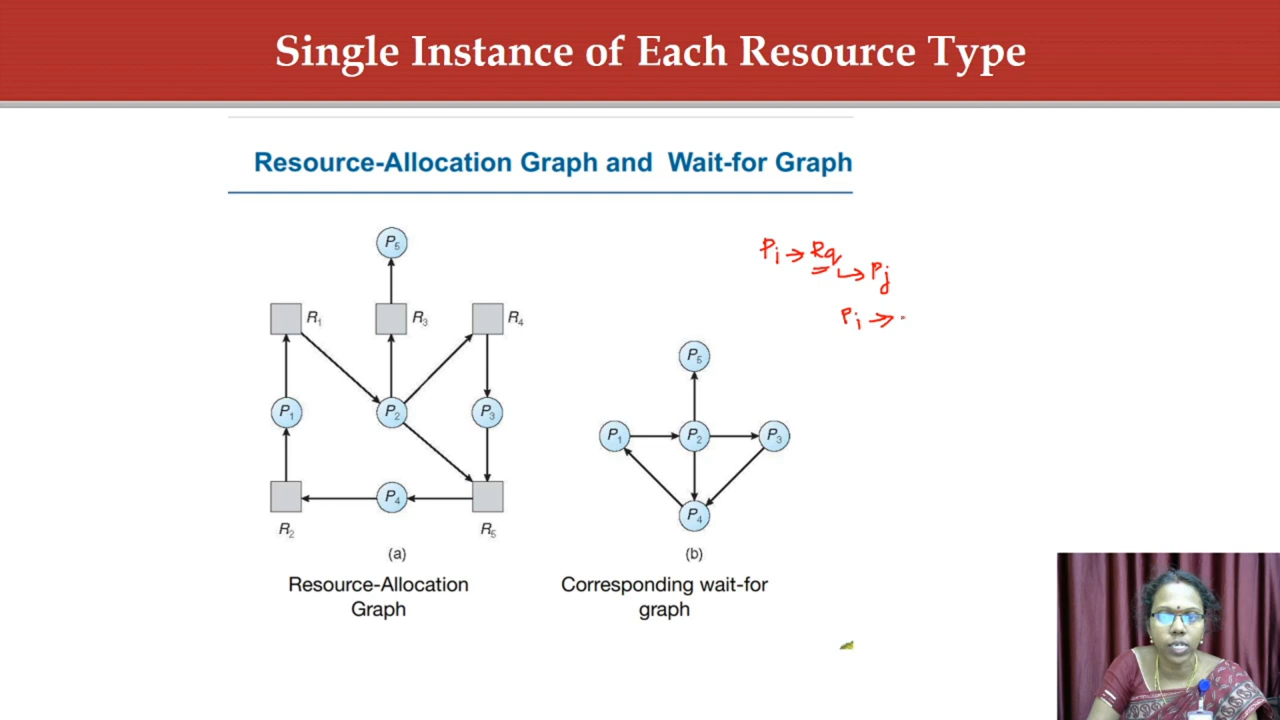 Single Instance of Each Resource Type
Resource-Allocation Graph and Wait-for Graph
P5
R1
R3
R4
P1
P2
P3
P4
R2
R5
(a)
Resource-Allocation
Graph
P5
P1
P2
P3
P4
(b)
Corresponding wait-for
graph
Pi → Rq
↳ Pj
Pi →